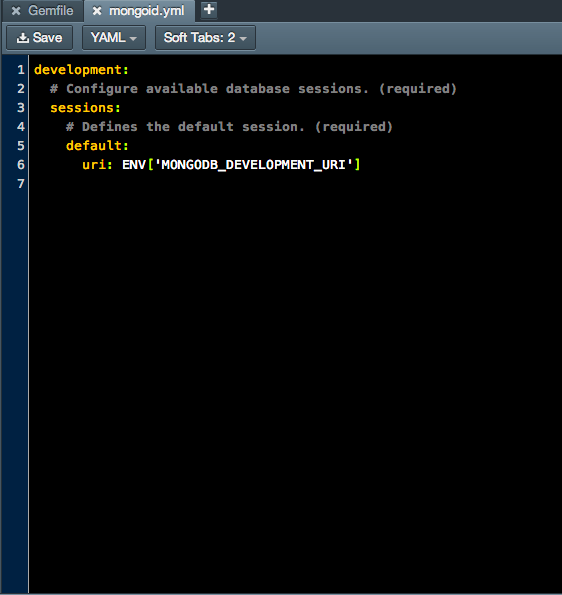 Gemfile mongoid.yml
Save YAML Soft Tabs: 2
1 development:
2 # Configure available database sessions. (required)
3 sessions:
4 # Defines the default session. (required)
5 default:
6 uri: ENV['MONGODB_DEVELOPMENT_URI']
7